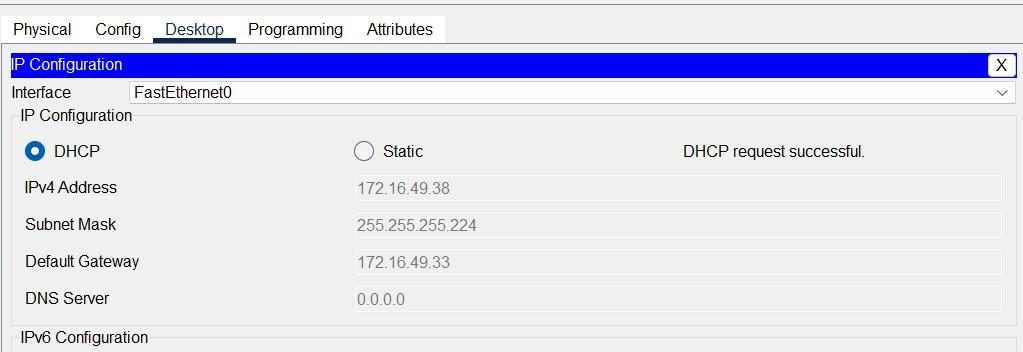 Physical Config Desktop Programming Attributes
IP Configuration X
Interface FastEthernet0
IP Configuration
DHCP Static DHCP request successful.
IPv4 Address 172.16.49.38
Subnet Mask 255.255.255.224
Default Gateway 172.16.49.33
DNS Server 0.0.0.0
IPv6 Configuration